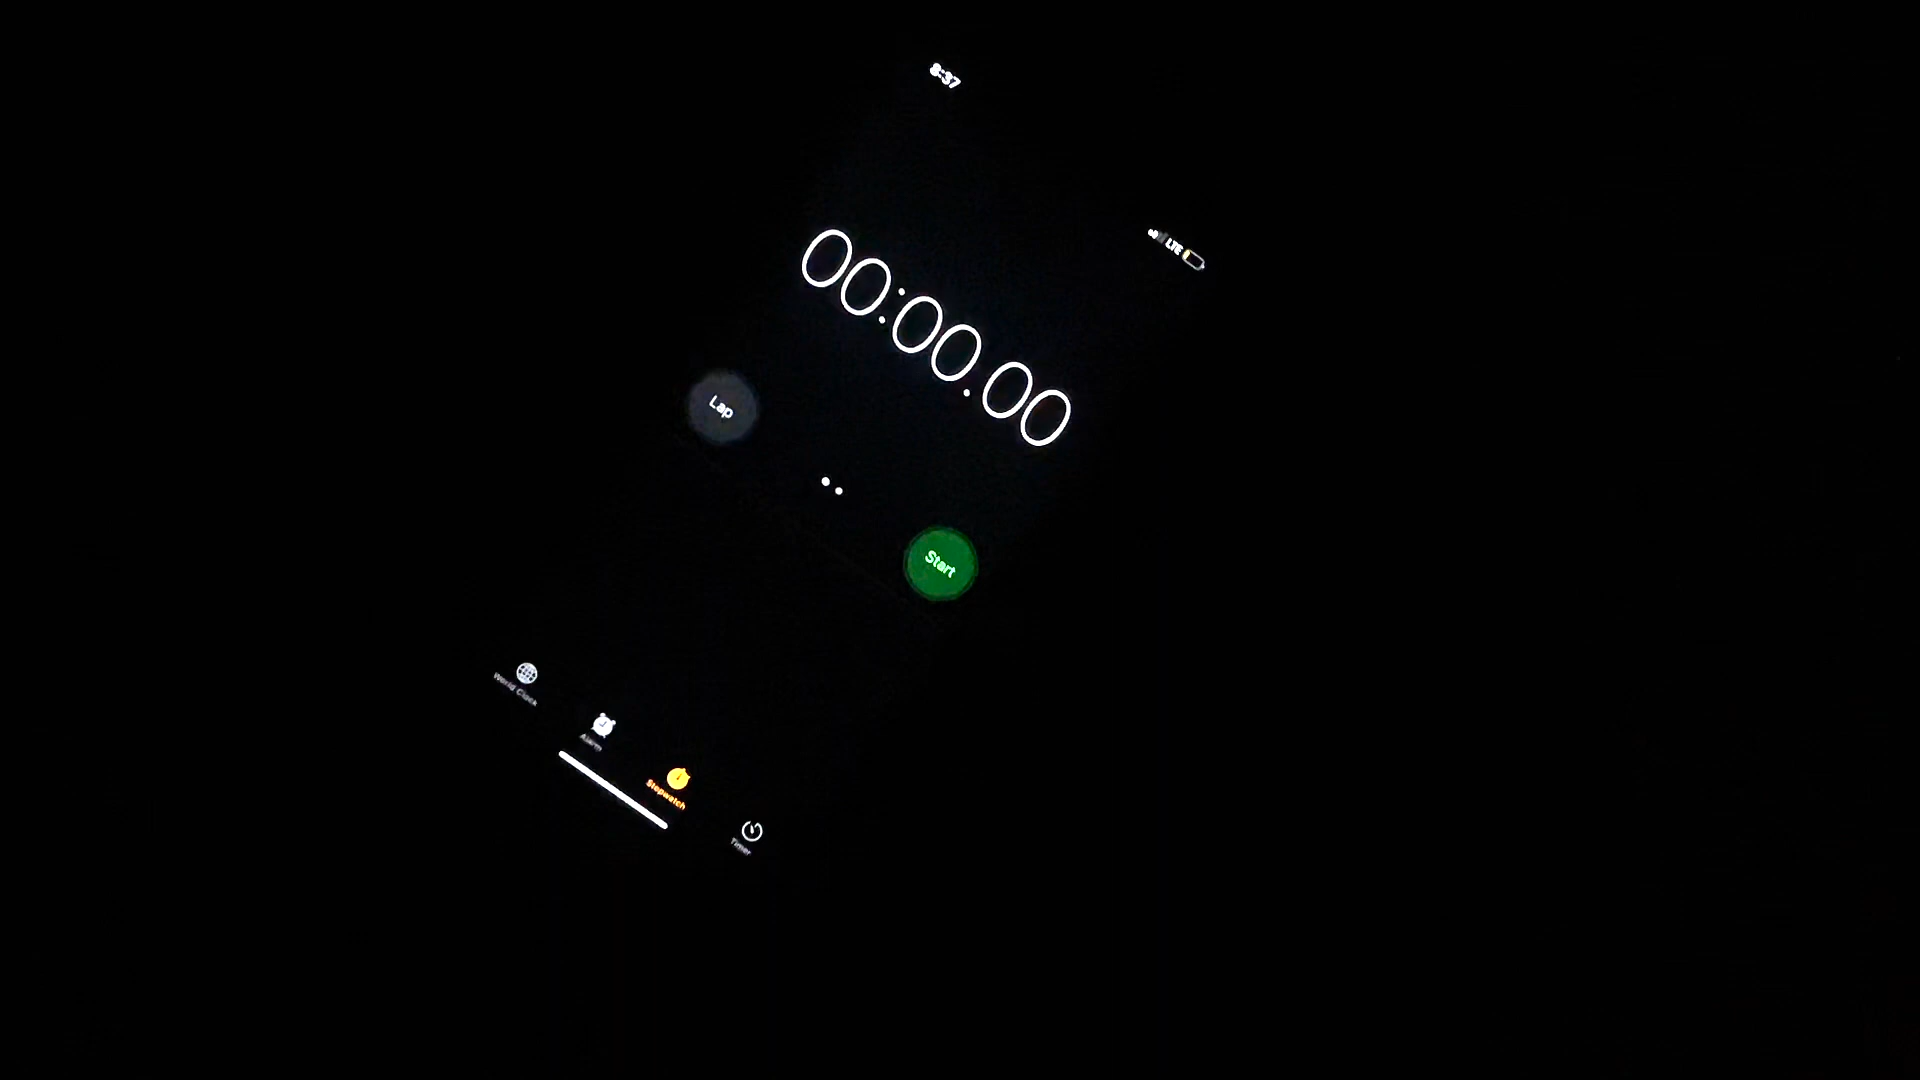 8:37
LTE
00:00.00
Lap
Start
World Clock
Alarm
Stopwatch
Timer